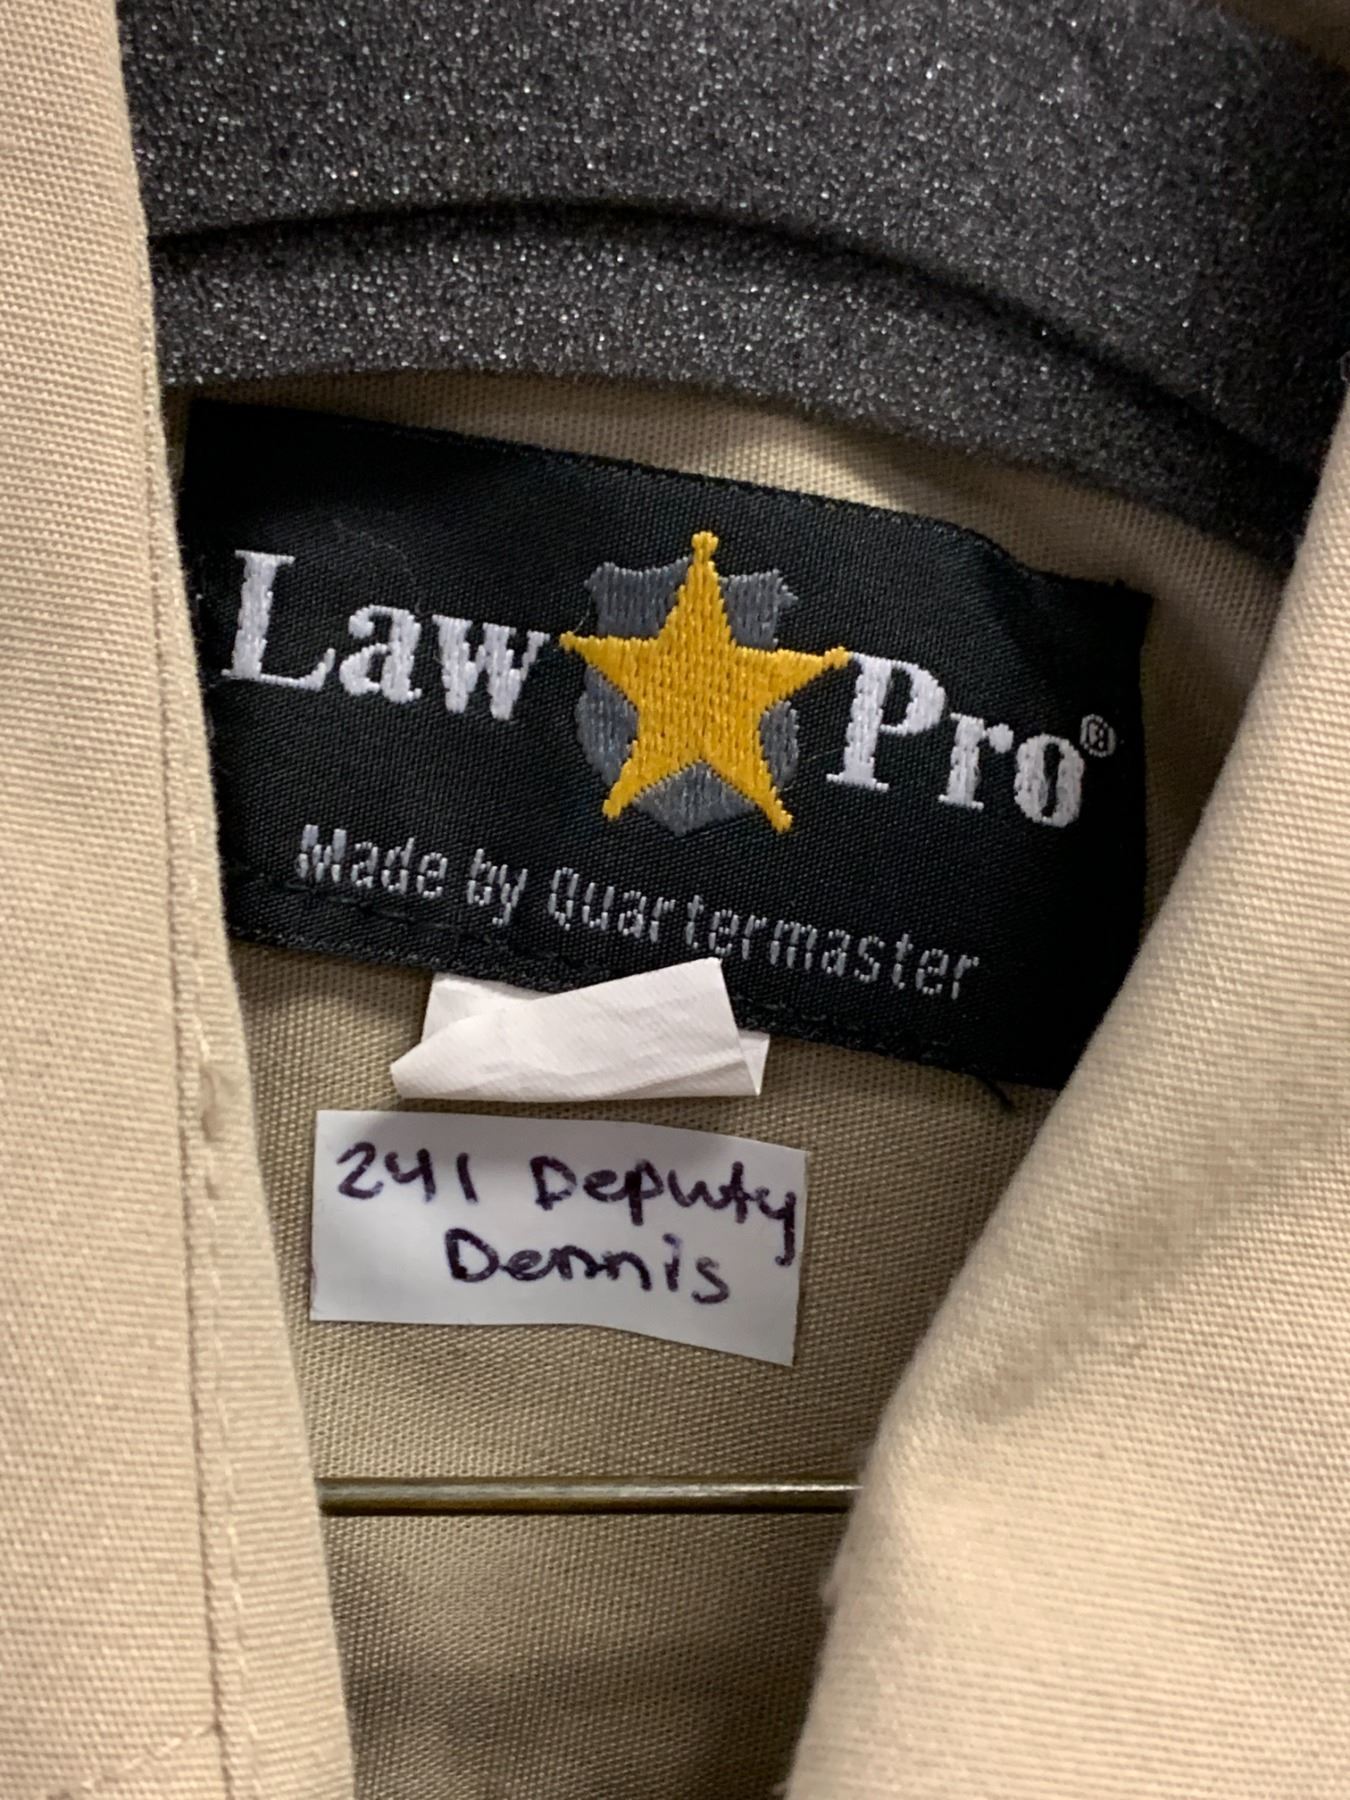 Law Pro®
Made by Quartermaster
241 Deputy
Dennis